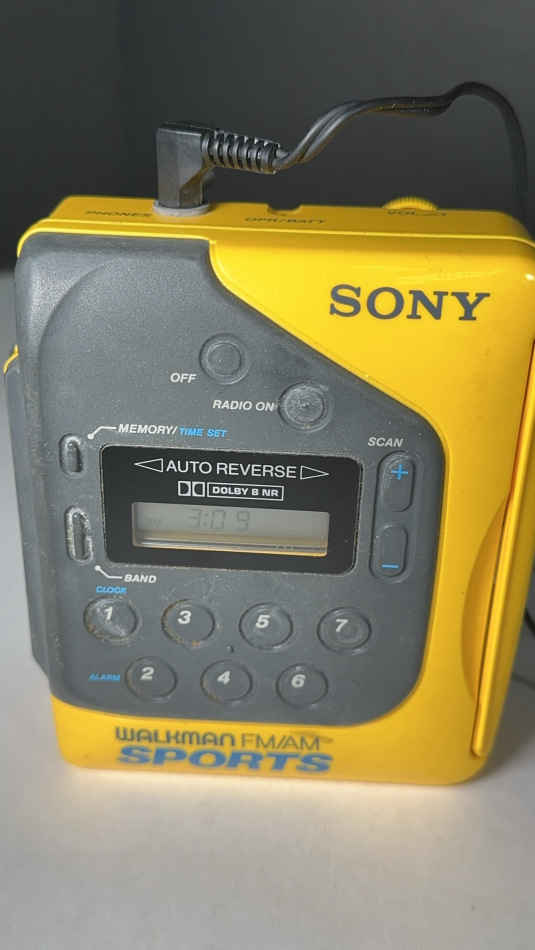 PHONES OPR/BATT VOL
SONY
OFF
RADIO ON
MEMORY/TIME SET
SCAN
AUTO REVERSE
DOLBY B NR
3:09
+
−
BAND
CLOCK
1 3 5 7
ALARM 2 4 6
WALKMAN FM/AM™
SPORTS